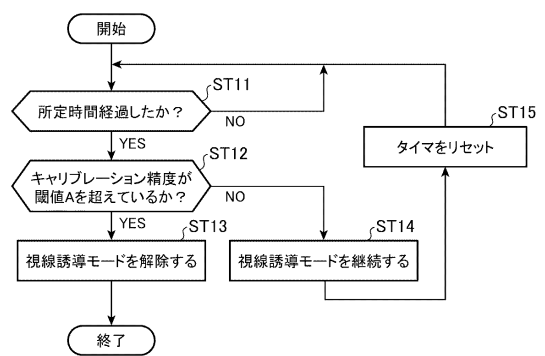 開始
ST11
所定時間経過したか?
NO
YES
ST15
タイマをリセット
ST12
キャリブレーション精度が
閾値Aを超えているか?
NO
YES
ST13
視線誘導モードを解除する
ST14
視線誘導モードを継続する
終了